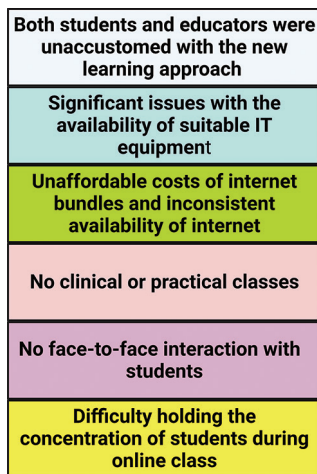 Both students and educators were
unaccustomed with the new
learning approach
Significant issues with the
availability of suitable IT
equipment
Unaffordable costs of internet
bundles and inconsistent
availability of internet
No clinical or practical classes
No face-to-face interaction with
students
Difficulty holding the
concentration of students during
online class